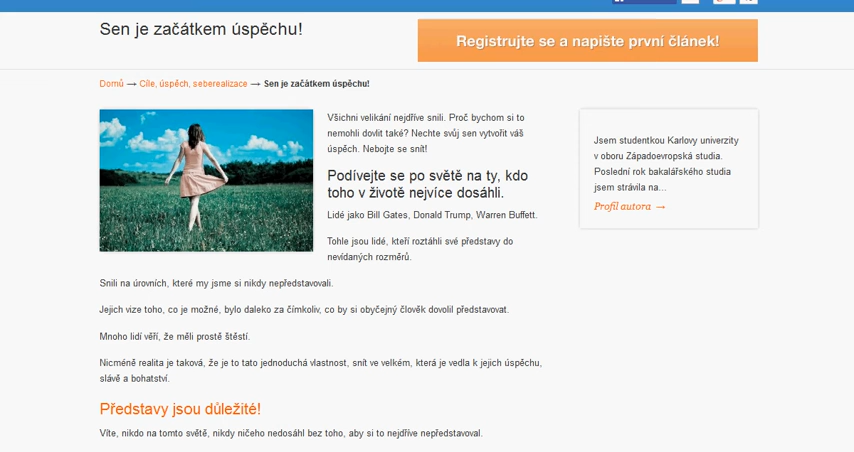 Sen je začátkem úspěchu!
Registrujte se a napište první článek!
Domů → Cíle, úspěch, seberealizace → Sen je začátkem úspěchu!
Všichni velikání nejdříve snili. Proč bychom si to
nemohli dovlit také? Nechte svůj sen vytvořit váš
úspěch. Nebojte se snít!
Podívejte se po světě na ty, kdo
toho v životě nejvíce dosáhli.
Lidé jako Bill Gates, Donald Trump, Warren Buffett.
Tohle jsou lidé, kteří roztáhli své představy do
nevídaných rozměrů.
Snili na úrovních, které my jsme si nikdy nepředstavovali.
Jejich vize toho, co je možné, bylo daleko za čímkoliv, co by si obyčejný člověk dovolil představovat.
Mnoho lidí věří, že měli prostě štěstí.
Nicméně realita je taková, že je to tato jednoduchá vlastnost, snít ve velkém, která je vedla k jejich úspěchu,
slávě a bohatství.
Představy jsou důležité!
Víte, nikdo na tomto světě, nikdy ničeho nedosáhl bez toho, aby si to nejdříve nepředstavoval.
Jsem studentkou Karlovy univerzity
v oboru Západoevropská studia.
Poslední rok bakalářského studia
jsem strávila na...
Profil autora →